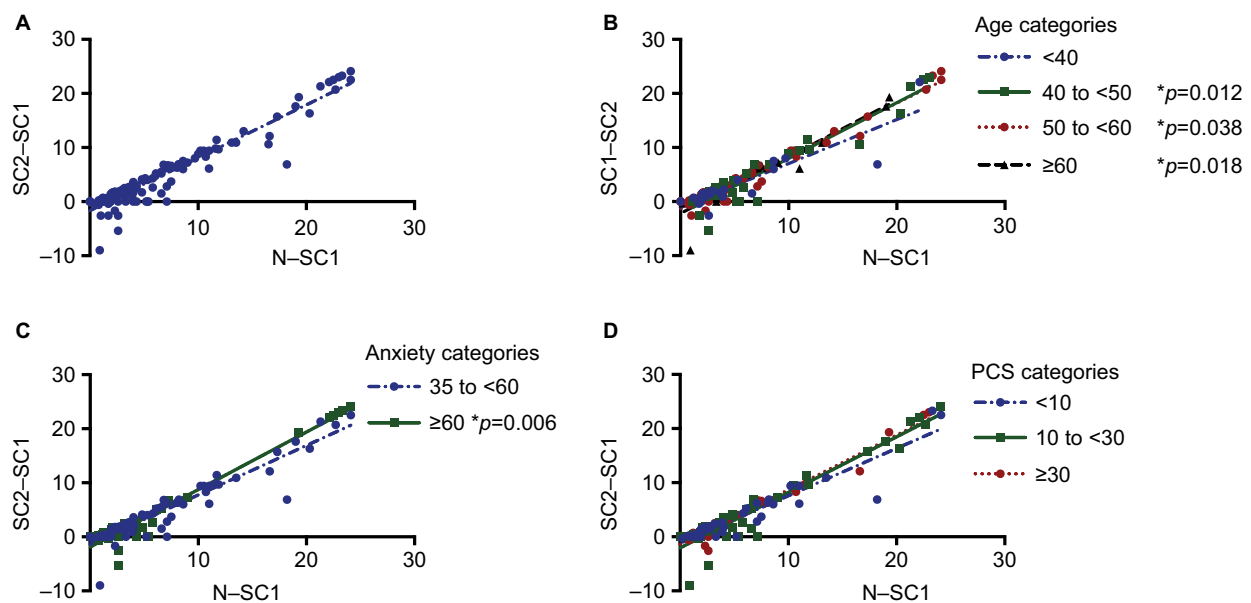 A
30
20
10
0
–10
SC2–SC1
10
20
30
N–SC1
B
30
20
10
0
–10
SC1–SC2
10
20
30
N–SC1
Age categories
<40
40 to <50 *p=0.012
50 to <60 *p=0.038
≥60 *p=0.018
C
30
20
10
0
–10
SC2–SC1
10
20
30
N–SC1
Anxiety categories
35 to <60
≥60 *p=0.006
D
30
20
10
0
–10
SC2–SC1
10
20
30
N–SC1
PCS categories
<10
10 to <30
≥30